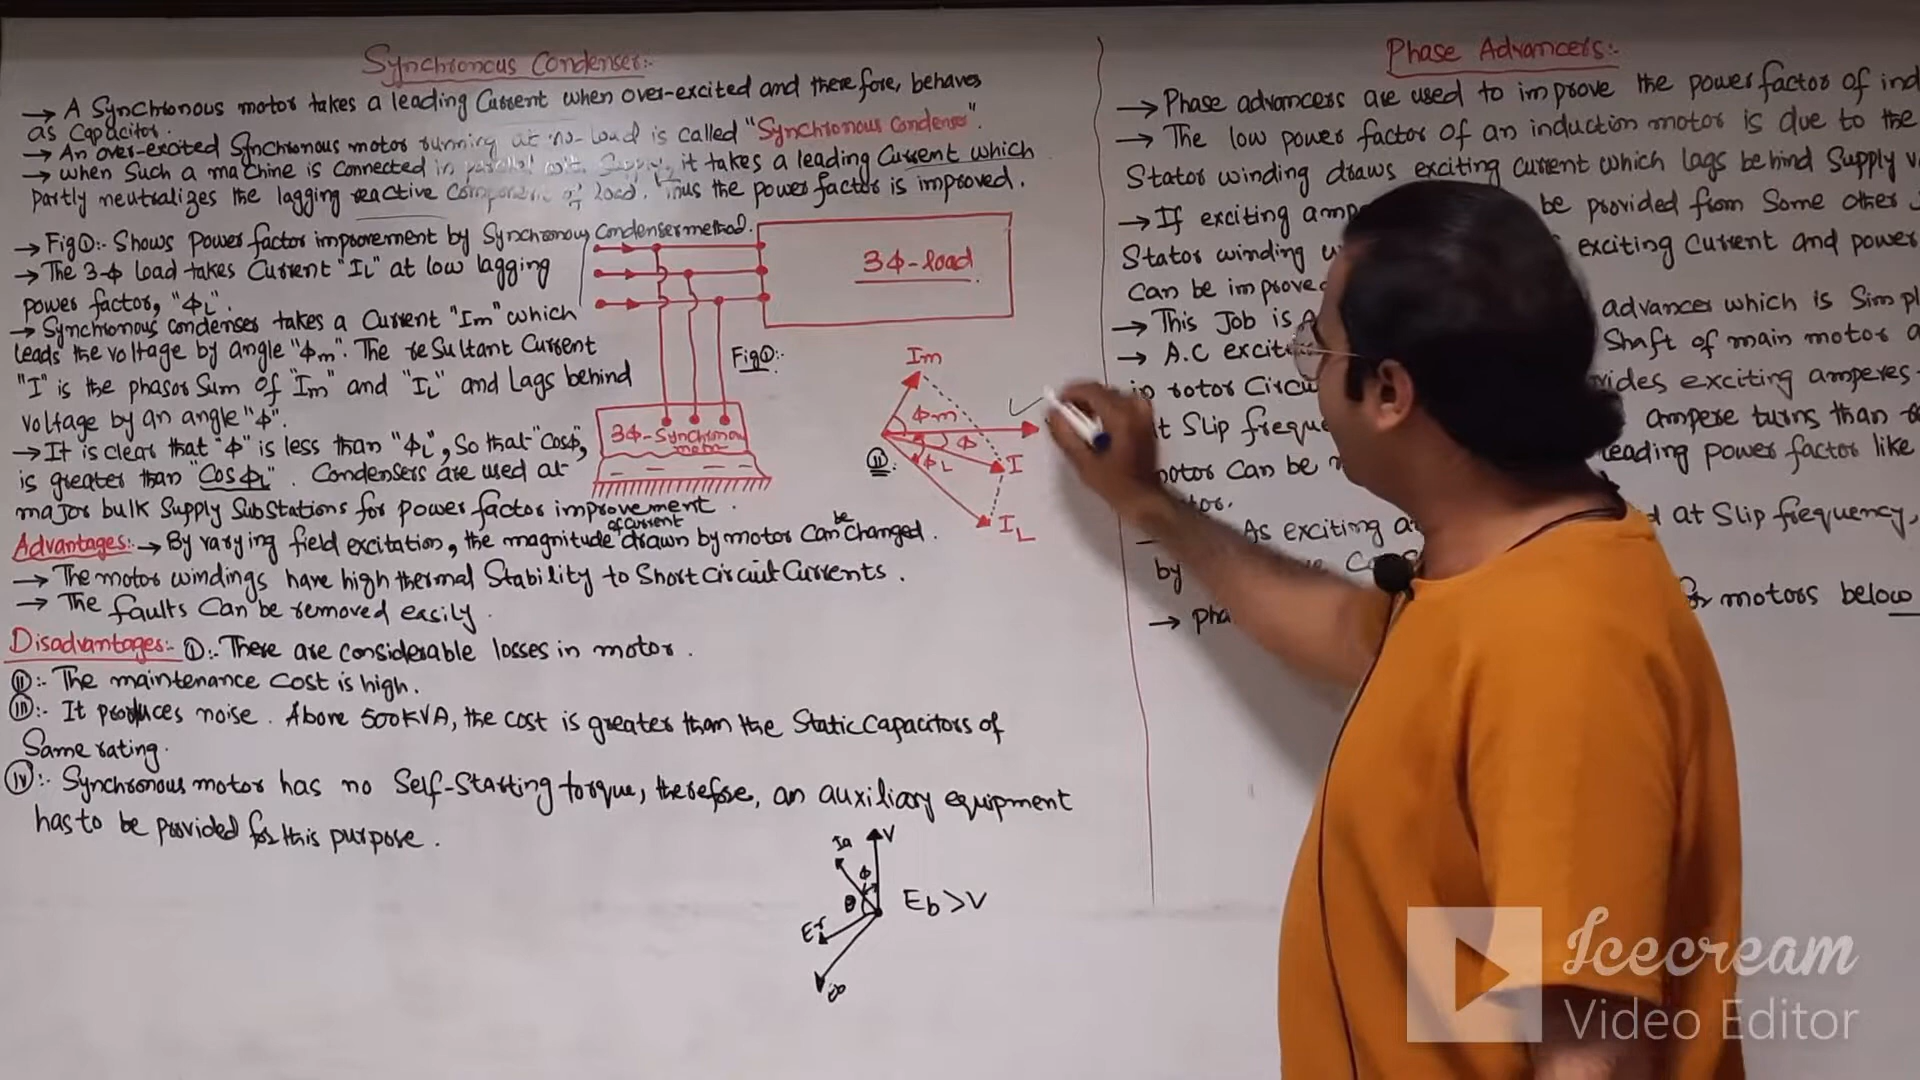 Synchronous Condenser:-
→ A Synchronous motor takes a leading Current when over-excited and therefore, behaves
as Capacitor.
→ An over-excited Synchronous motor running at no-load is called "Synchronous Condenser".
→ when Such a machine is Connected in parallel with Supply, it takes a leading Current which
partly neutralizes the lagging reactive Component of load. Thus the power factor is improved.
→ Fig ①:- Shows Power factor improvement by Synchronous Condenser method.
→ The 3-ϕ Load takes Current "IL" at low lagging
power factor, "ϕL".
→ Synchronous condenser takes a Current "Im" which
leads the voltage by angle "ϕm". The reSultant Current
"I" is the phasor Sum of "Im" and "IL" and Lags behind
voltage by an angle "ϕ".
→ It is clear that "ϕ" is less than "ϕL", So that "Cosϕ",
is greater than "CosϕL". Condensers are used at
major bulk Supply Substations for power factor improvement.
Advantages:- → By varying field excitation, the magnitude of current drawn by motor Can be Changed.
→ The motor windings have high thermal Stability to Short Circuit Currents.
→ The faults Can be removed easily.
Disadvantages:- ①:- There are considerable losses in motor.
ⓘⓘ:- The maintenance Cost is high.
ⓘⓘⓘ:- It produces noise. Above 500KVA, the cost is greater than the Static Capacitors of
Same rating.
ⓘⓥ:- Synchronous motor has no Self-Starting torque, therefore, an auxiliary equipment
has to be provided for this purpose.
3ϕ-load
Fig①:-
3ϕ-Synchronous
motor
Im
ϕm
ϕ
ϕL
I
IL
ⓘⓘ:-
V
Ia
ϕ
θ
Er
Eb>V
Phase Advancers:-
→ Phase advancers are used to improve the power factor of ind
→ The low power factor of an induction motor is due to the
Stator winding draws exciting current which lags behind Supply v
→ If exciting amp be provided from Some other
Stator winding exciting Current and power
Can be improve
→ This Job is advancer which is Simpl
→ A.C excit Shaft of main motor a
in rotor Circu vides exciting amperes-
at Slip freque ampere turns than
motor Can be leading power factor like
tor.
As exciting a d at Slip frequency,
by
→ pha motors below
Icecream
Video Editor